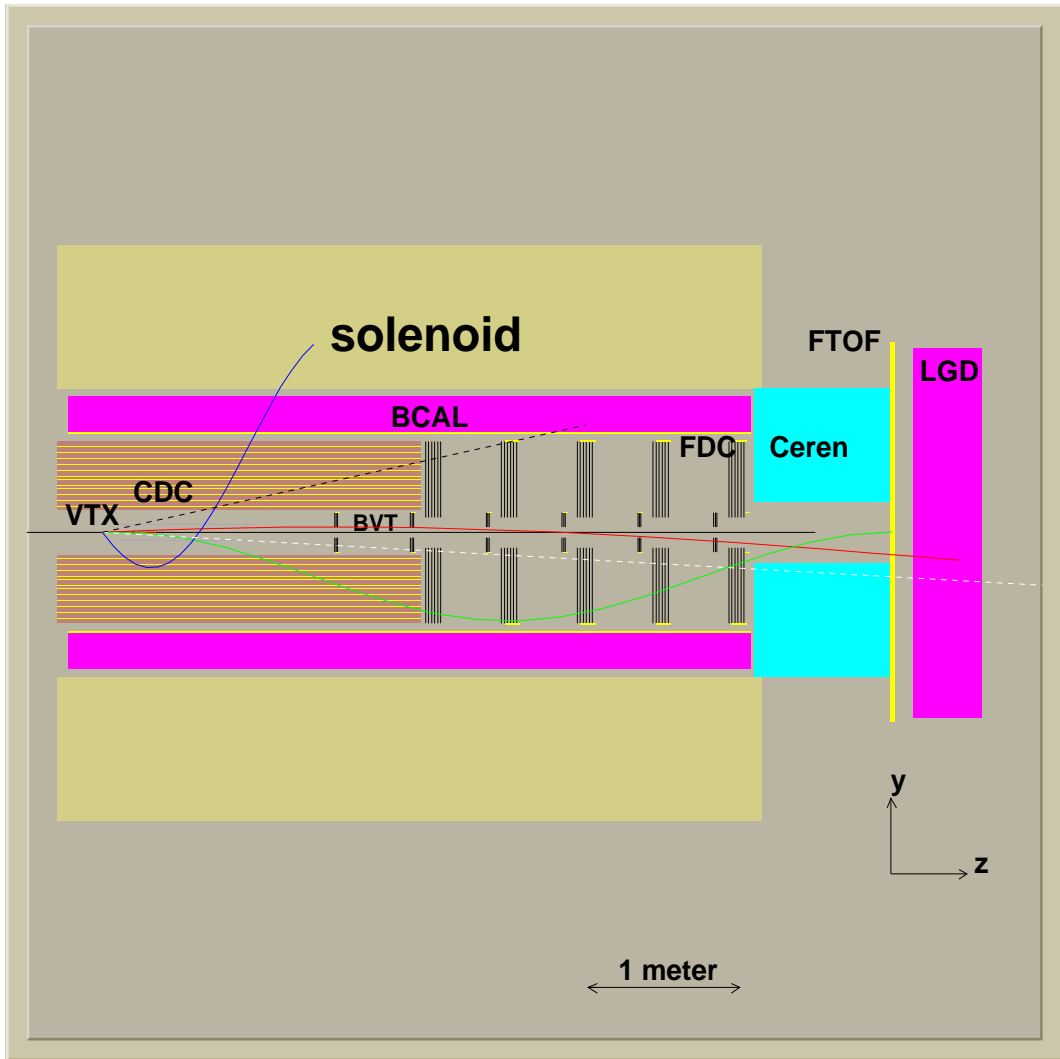 solenoid
FTOF
LGD
BCAL
FDC
Ceren
CDC
VTX
BVT
y
z
1 meter